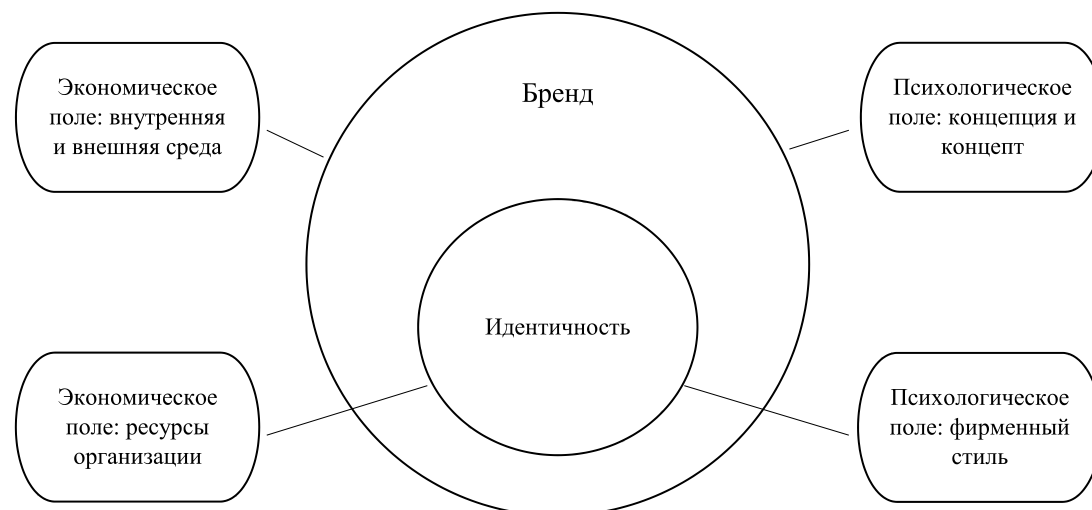 Экономическое
поле: внутренняя
и внешняя среда
Бренд
Психологическое
поле: концепция и
концепт
Идентичность
Экономическое
поле: ресурсы
организации
Психологическое
поле: фирменный
стиль